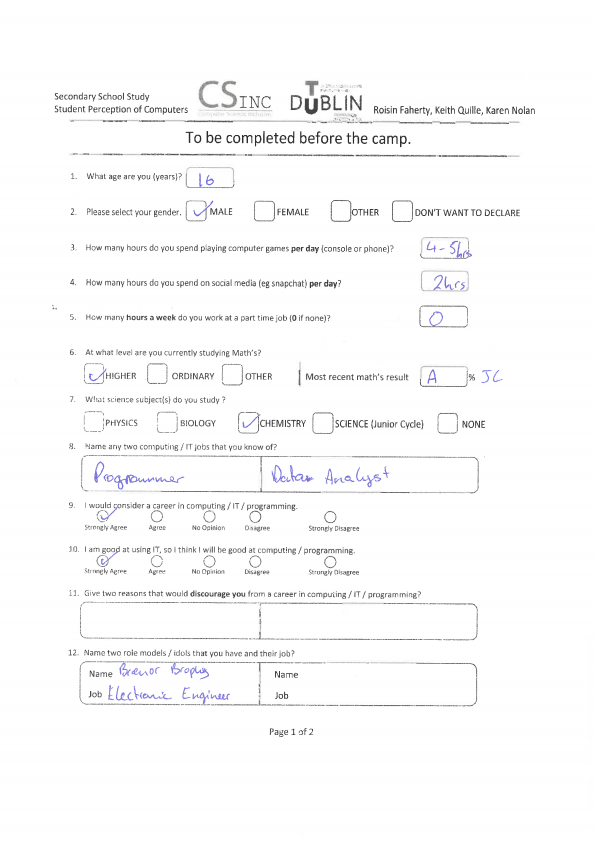 Secondary School Study
Student Perception of Computers
CSINC
TU DUBLIN
Roisin Faherty, Keith Quille, Karen Nolan
To be completed before the camp.
1. What age are you (years)? 16
2. Please select your gender. MALE FEMALE OTHER DON'T WANT TO DECLARE
3. How many hours do you spend playing computer games per day (console or phone)? 4-5hrs
4. How many hours do you spend on social media (eg snapchat) per day? 2hrs
5. How many hours a week do you work at a part time job (0 if none)? 0
6. At what level are you currently studying Math's?
HIGHER ORDINARY OTHER Most recent math's result A % JC
7. What science subject(s) do you study ?
PHYSICS BIOLOGY CHEMISTRY SCIENCE (Junior Cycle) NONE
8. Name any two computing / IT jobs that you know of?
Programmer Data Analyst
9. I would consider a career in computing / IT / programming.
Strongly Agree Agree No Opinion Disagree Strongly Disagree
10. I am good at using IT, so I think I will be good at computing / programming.
Strongly Agree Agree No Opinion Disagree Strongly Disagree
11. Give two reasons that would discourage you from a career in computing / IT / programming?
12. Name two role models / idols that you have and their job?
Name Brophy Name
Job Electronic Engineer Job
Page 1 of 2